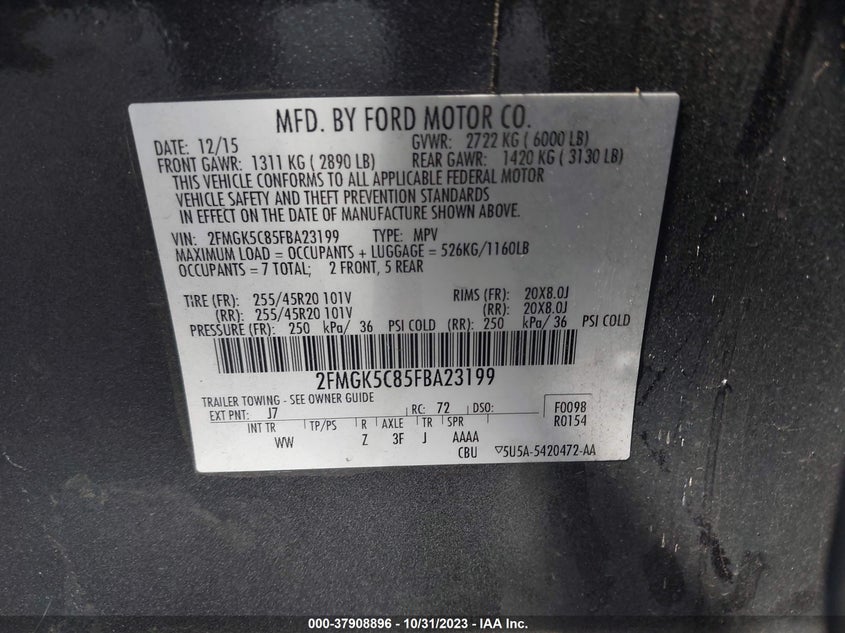 MFD. BY FORD MOTOR CO.
DATE: 12/15 GVWR: 2722 KG ( 6000 LB)
FRONT GAWR: 1311 KG ( 2890 LB) REAR GAWR: 1420 KG ( 3130 LB)
THIS VEHICLE CONFORMS TO ALL APPLICABLE FEDERAL MOTOR
VEHICLE SAFETY AND THEFT PREVENTION STANDARDS
IN EFFECT ON THE DATE OF MANUFACTURE SHOWN ABOVE.
VIN: 2FMGK5C85FBA23199 TYPE: MPV
MAXIMUM LOAD = OCCUPANTS + LUGGAGE = 526KG/1160LB
OCCUPANTS = 7 TOTAL; 2 FRONT, 5 REAR
TIRE (FR): 255/45R20 101V RIMS (FR): 20X8.0J
(RR): 255/45R20 101V (RR): 20X8.0J
PRESSURE (FR): 250 kPa/ 36 PSI COLD (RR): 250 kPa/ 36 PSI COLD
2FMGK5C85FBA23199
TRAILER TOWING - SEE OWNER GUIDE
EXT PNT: J7 RC: 72 DSO: F0098
R0154
INT TR TP/PS R AXLE TR SPR
WW Z 3F J AAAA
CBU ▽5U5A-5420472-AA
000-37908896 - 10/31/2023 - IAA Inc.